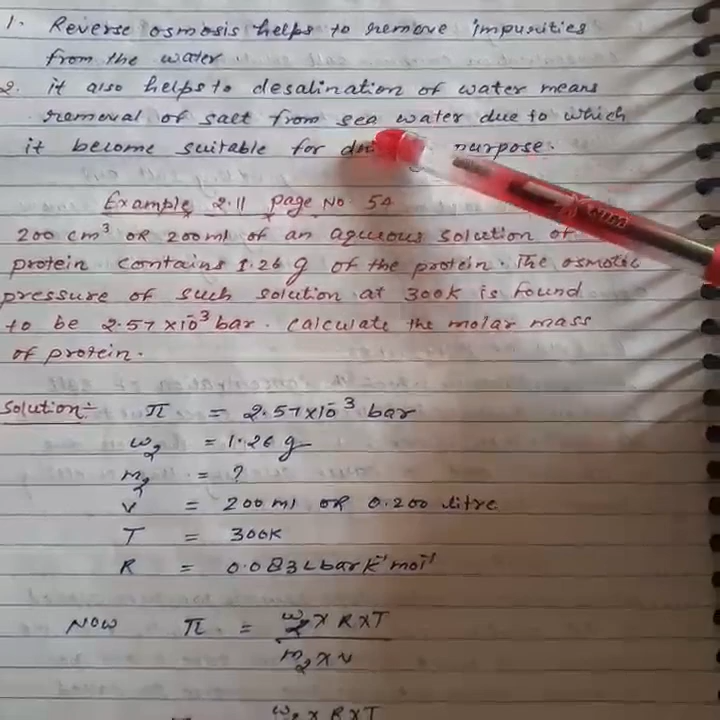 1. Reverse osmosis helps to remove impurities
from the water
2. it also helps to desalination of water means
removal of salt from sea water due to which
it become suitable for purpose.
Example 2.11 page No. 54
200 cm³ OR 200ml of an aqueous solution of
protein contains 1.26 g of the protein. The osmotic
pressure of such solution at 300K is found
to be 2.57 x10⁻³ bar. calculate the molar mass
of protein.
Solution:- π = 2.57x10⁻³ bar
w₂ = 1.26 g
m₂ = ?
V = 200 ml OR 0.200 litre
T = 300K
R = 0.083 L bar K⁻¹ mol⁻¹
NOW π = w₂ x R x T
m₂ x v
w₂ x R x T